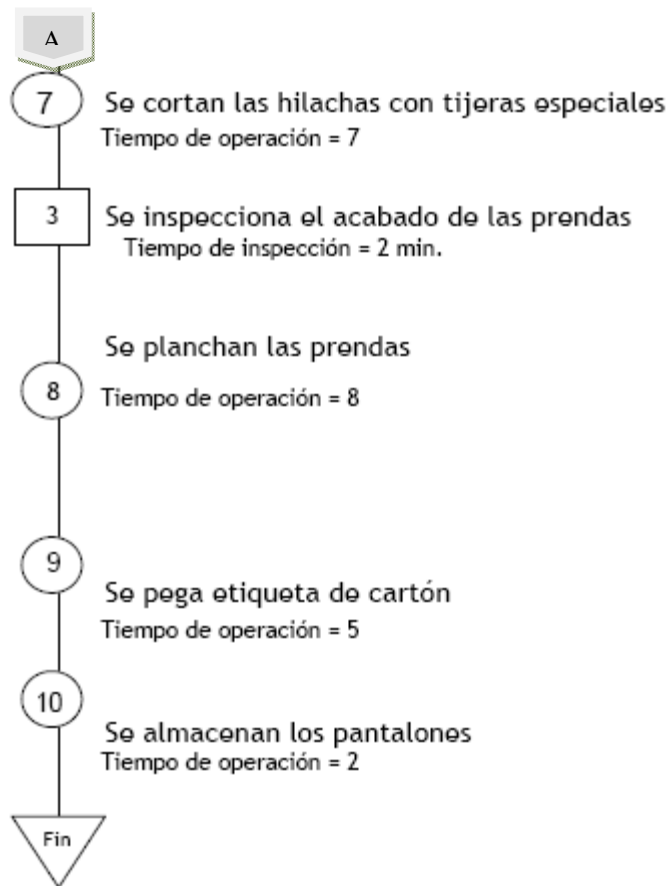 A
7
Se cortan las hilachas con tijeras especiales
Tiempo de operación = 7
3
Se inspecciona el acabado de las prendas
Tiempo de inspección = 2 min.
Se planchan las prendas
8
Tiempo de operación = 8
9
Se pega etiqueta de cartón
Tiempo de operación = 5
10
Se almacenan los pantalones
Tiempo de operación = 2
Fin